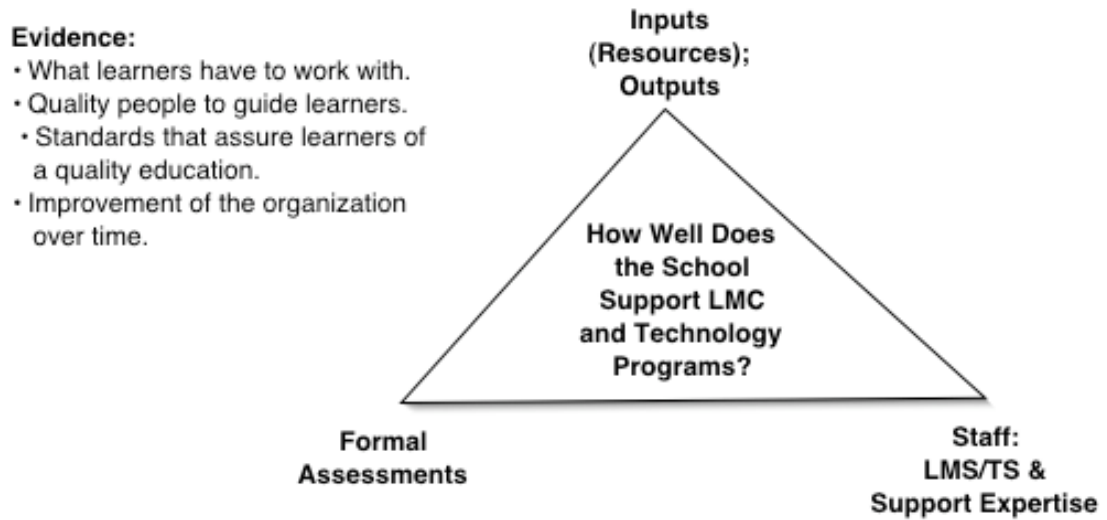 Evidence:
• What learners have to work with.
• Quality people to guide learners.
• Standards that assure learners of
a quality education.
• Improvement of the organization
over time.
Inputs
(Resources);
Outputs
How Well Does
the School
Support LMC
and Technology
Programs?
Formal
Assessments
Staff:
LMS/TS &
Support Expertise